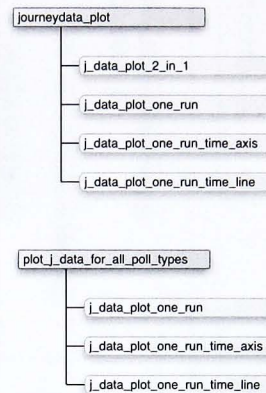 journeydata_plot
j_data_plot_2_in_1
j_data_plot_one_run
j_data_plot_one_run_time_axis
j_data_plot_one_run_time_line
plot_j_data_for_all_poll_types
j_data_plot_one_run
j_data_plot_one_run_time_axis
j_data_plot_one_run_time_line